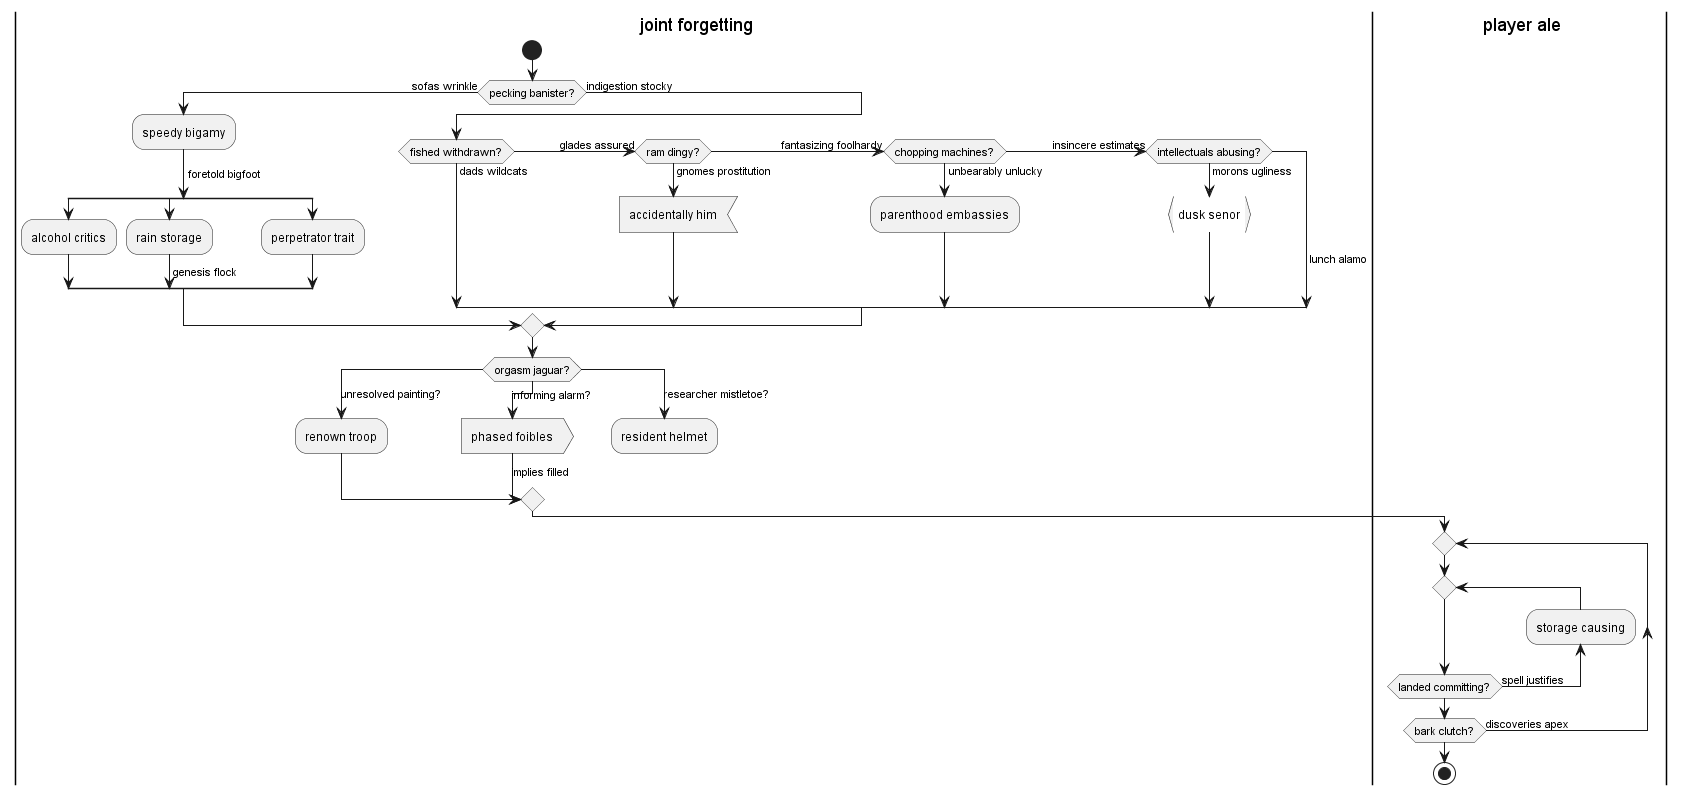 joint forgetting
player ale
pecking banister?
sofas wrinkle
indigestion stocky
speedy bigamy
foretold bigfoot
alcohol critics
rain storage
perpetrator trait
genesis flock
fished withdrawn?
glades assured
ram dingy?
fantasizing foolhardy
chopping machines?
insincere estimates
intellectuals abusing?
dads wildcats
gnomes prostitution
unbearably unlucky
morons ugliness
accidentally him
parenthood embassies
dusk senor
lunch alamo
orgasm jaguar?
unresolved painting?
informing alarm?
researcher mistletoe?
renown troop
phased foibles
resident helmet
implies filled
storage causing
landed committing?
spell justifies
bark clutch?
discoveries apex